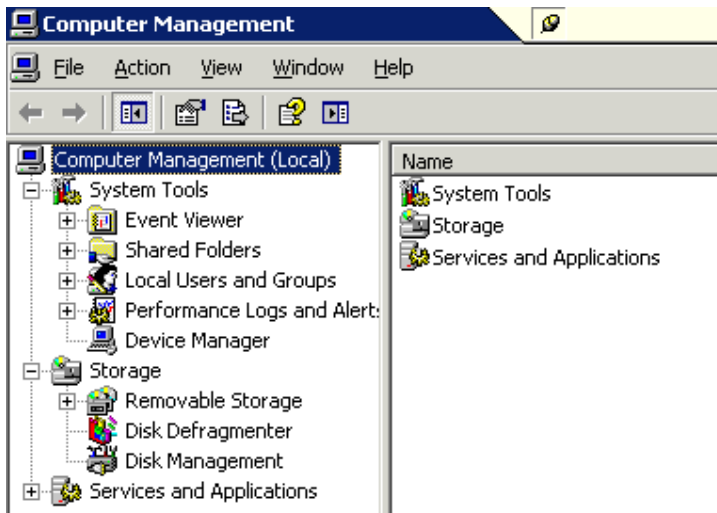 Computer Management
File Action View Window Help
Computer Management (Local)
System Tools
Event Viewer
Shared Folders
Local Users and Groups
Performance Logs and Alert
Device Manager
Storage
Removable Storage
Disk Defragmenter
Disk Management
Services and Applications
Name
System Tools
Storage
Services and Applications